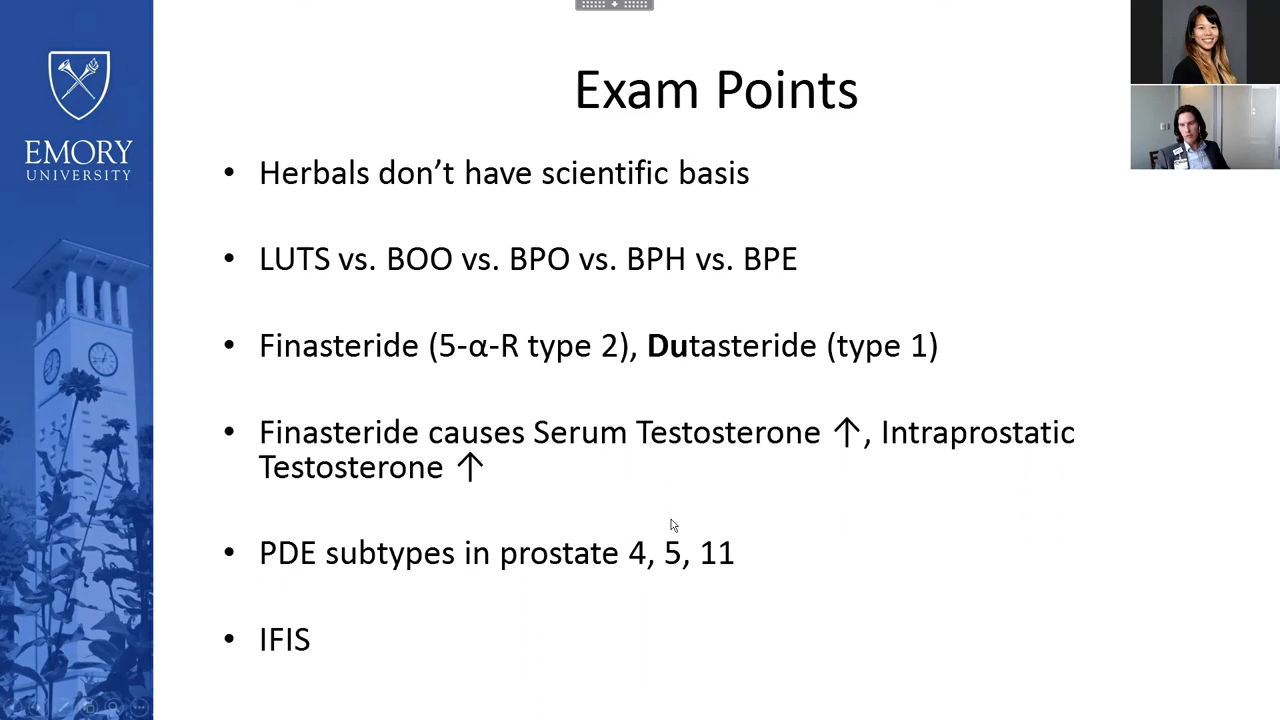 EMORY
UNIVERSITY
Exam Points
• Herbals don’t have scientific basis
• LUTS vs. BOO vs. BPO vs. BPH vs. BPE
• Finasteride (5-α-R type 2), Dutasteride (type 1)
• Finasteride causes Serum Testosterone ↑, Intraprostatic
Testosterone ↑
• PDE subtypes in prostate 4, 5, 11
• IFIS